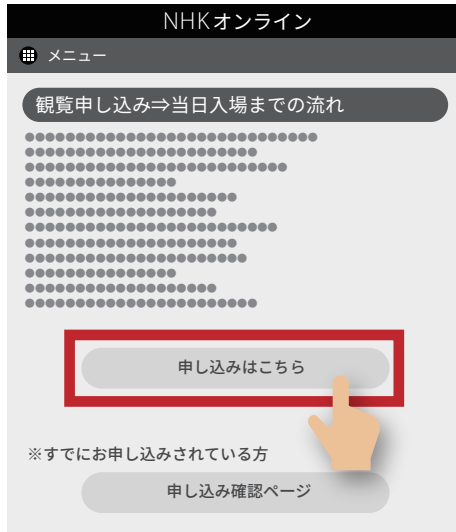 NHKオンライン
メニュー
観覧申し込み⇒当日入場までの流れ
申し込みはこちら
※すでにお申し込みされている方
申し込み確認ページ